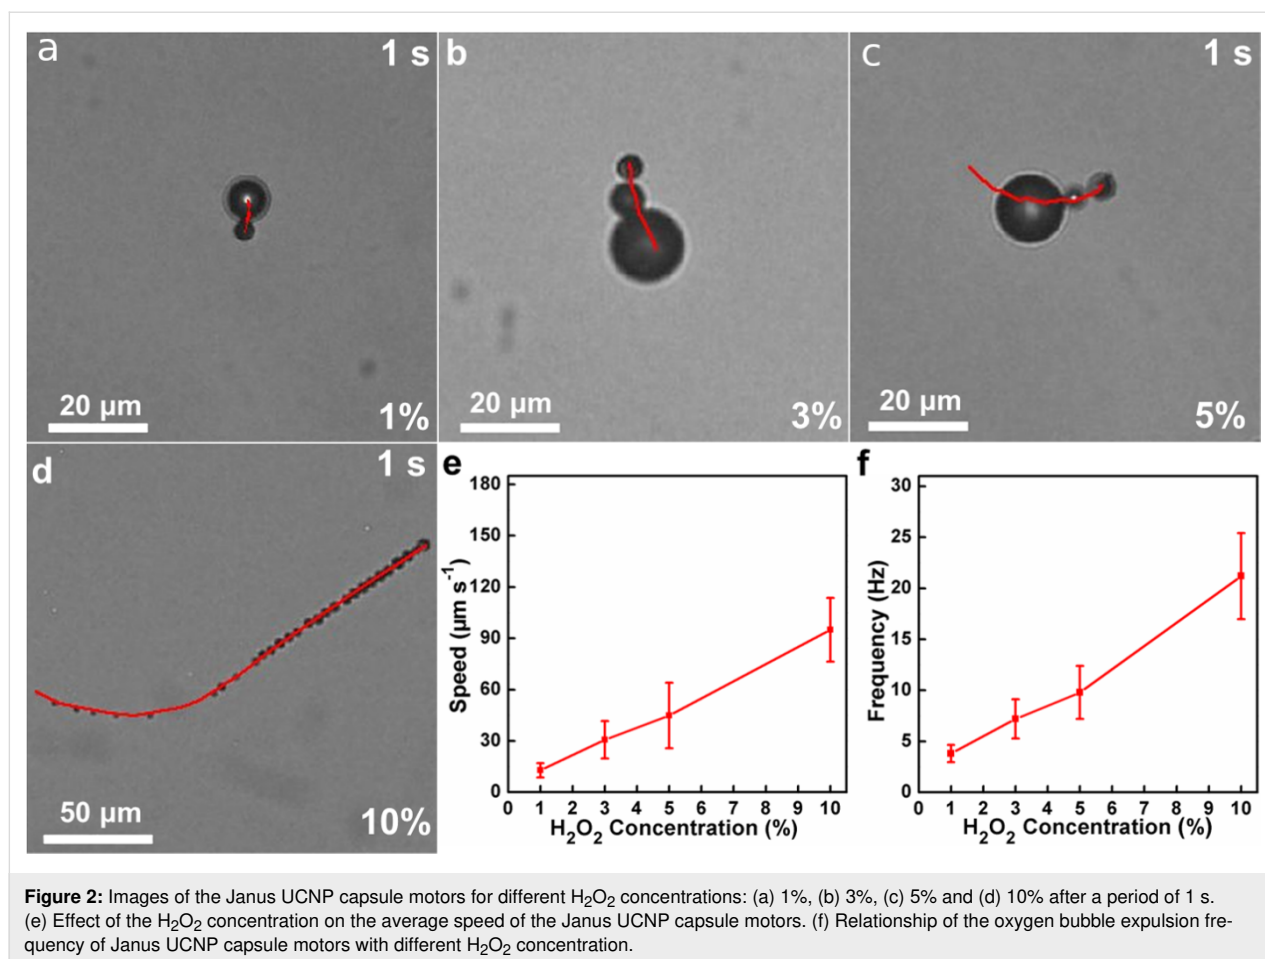 a
1 s
20 µm
1%
b
20 µm
3%
c
1 s
20 µm
5%
d
1 s
50 µm
10%
e
180
150
120
90
60
30
0
Speed (µm s⁻¹)
0 1 2 3 4 5 6 7 8 9 10
H₂O₂ Concentration (%)
f
30
25
20
15
10
5
0
Frequency (Hz)
0 1 2 3 4 5 6 7 8 9 10
H₂O₂ Concentration (%)
Figure 2: Images of the Janus UCNP capsule motors for different H₂O₂ concentrations: (a) 1%, (b) 3%, (c) 5% and (d) 10% after a period of 1 s.
(e) Effect of the H₂O₂ concentration on the average speed of the Janus UCNP capsule motors. (f) Relationship of the oxygen bubble expulsion fre-
quency of Janus UCNP capsule motors with different H₂O₂ concentration.